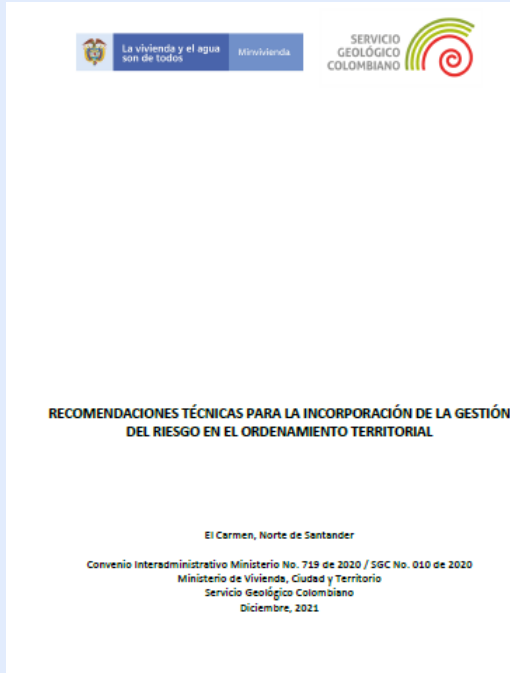 La vivienda y el agua
son de todos
Minvivienda
SERVICIO
GEOLÓGICO
COLOMBIANO
RECOMENDACIONES TÉCNICAS PARA LA INCORPORACIÓN DE LA GESTIÓN
DEL RIESGO EN EL ORDENAMIENTO TERRITORIAL
El Carmen, Norte de Santander
Convenio Interadministrativo Ministerio No. 719 de 2020 / SGC No. 010 de 2020
Ministerio de Vivienda, Ciudad y Territorio
Servicio Geológico Colombiano
Diciembre, 2021